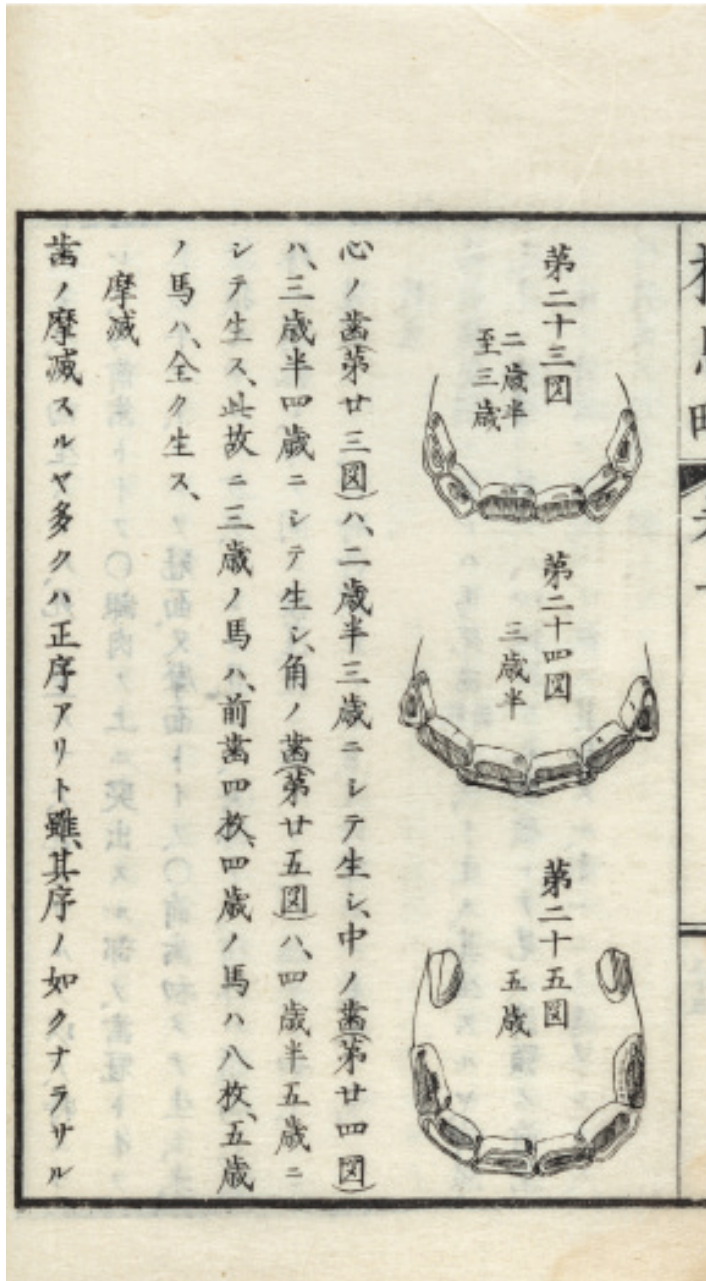 第二十三図
二歳半
至三歳
第二十四図
三歳半
第二十五図
五歳
心ノ歯(第廿三図)ハ、二歳半三歳ニシテ生シ、中ノ歯(第廿四図)
ハ、三歳半四歳ニシテ生シ、角ノ歯(第廿五図)ハ、四歳半五歳ニ
シテ生ス、此故ニ三歳ノ馬ハ、前歯四枚、四歳ノ馬ハ八枚、五歳
ノ馬ハ、全ク生ス、
摩滅
歯ノ摩滅スルヤ多クハ正序アリト雖、其序ノ如クナラサル